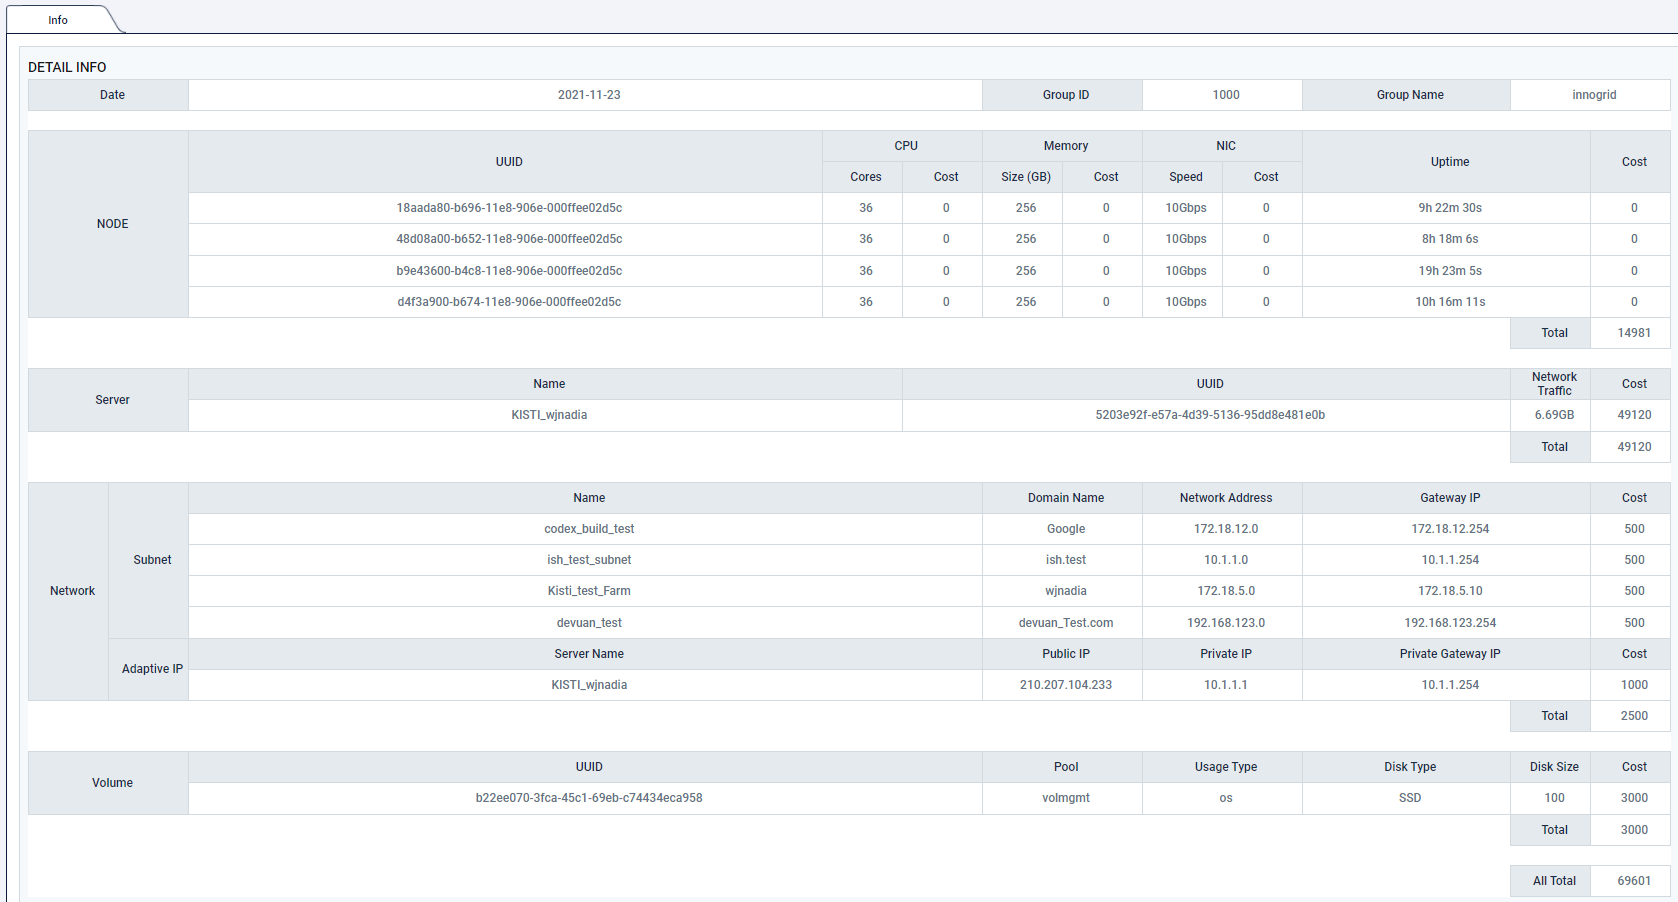 Info
DETAIL INFO
Date 2021-11-23 Group ID 1000 Group Name innogrid
NODE UUID CPU Memory NIC Uptime Cost
Cores Cost Size (GB) Cost Speed Cost
18aada80-b696-11e8-906e-000ffee02d5c 36 0 256 0 10Gbps 0 9h 22m 30s 0
48d08a00-b652-11e8-906e-000ffee02d5c 36 0 256 0 10Gbps 0 8h 18m 6s 0
b9e43600-b4c8-11e8-906e-000ffee02d5c 36 0 256 0 10Gbps 0 19h 23m 5s 0
d4f3a900-b674-11e8-906e-000ffee02d5c 36 0 256 0 10Gbps 0 10h 16m 11s 0
Total 14981
Server Name UUID Network Traffic Cost
KISTI_wjnadia 5203e92f-e57a-4d39-5136-95dd8e481e0b 6.69GB 49120
Total 49120
Network Subnet Name Domain Name Network Address Gateway IP Cost
codex_build_test Google 172.18.12.0 172.18.12.254 500
ish_test_subnet ish.test 10.1.1.0 10.1.1.254 500
Kisti_test_Farm wjnadia 172.18.5.0 172.18.5.10 500
devuan_test devuan_Test.com 192.168.123.0 192.168.123.254 500
Adaptive IP Server Name Public IP Private IP Private Gateway IP Cost
KISTI_wjnadia 210.207.104.233 10.1.1.1 10.1.1.254 1000
Total 2500
Volume UUID Pool Usage Type Disk Type Disk Size Cost
b22ee070-3fca-45c1-69eb-c74434eca958 volmgmt os SSD 100 3000
Total 3000
All Total 69601